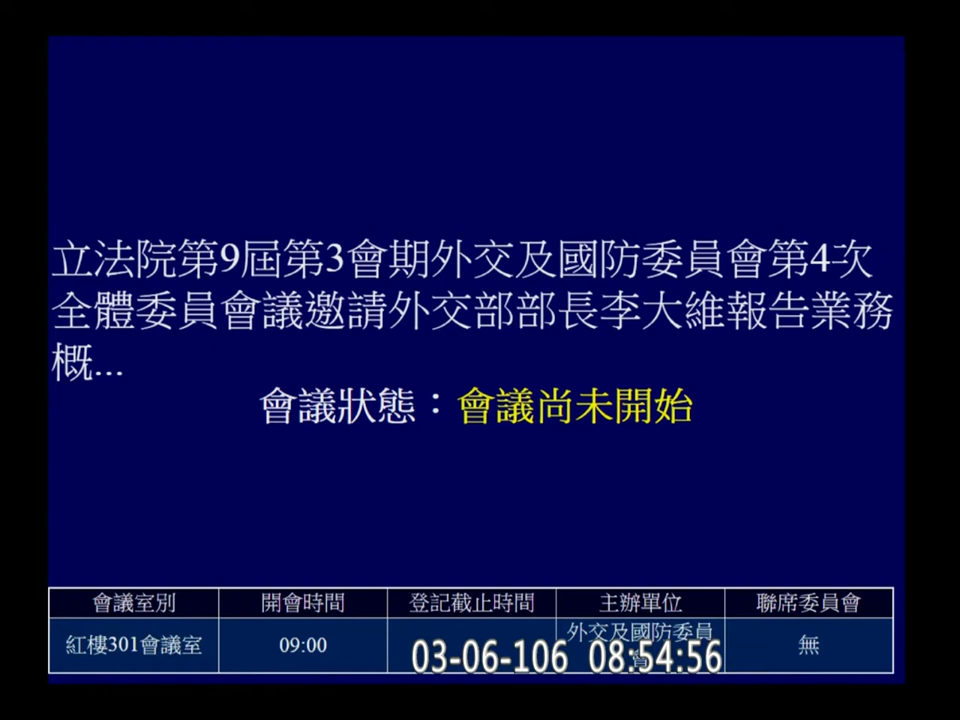 立法院第9屆第3會期外交及國防委員會第4次
全體委員會議邀請外交部部長李大維報告業務
概...
會議狀態：會議尚未開始
會議室別 開會時間 登記截止時間 主辦單位 聯席委員會
紅樓301會議室 09:00 外交及國防委員 無
03-06-106 08:54:56